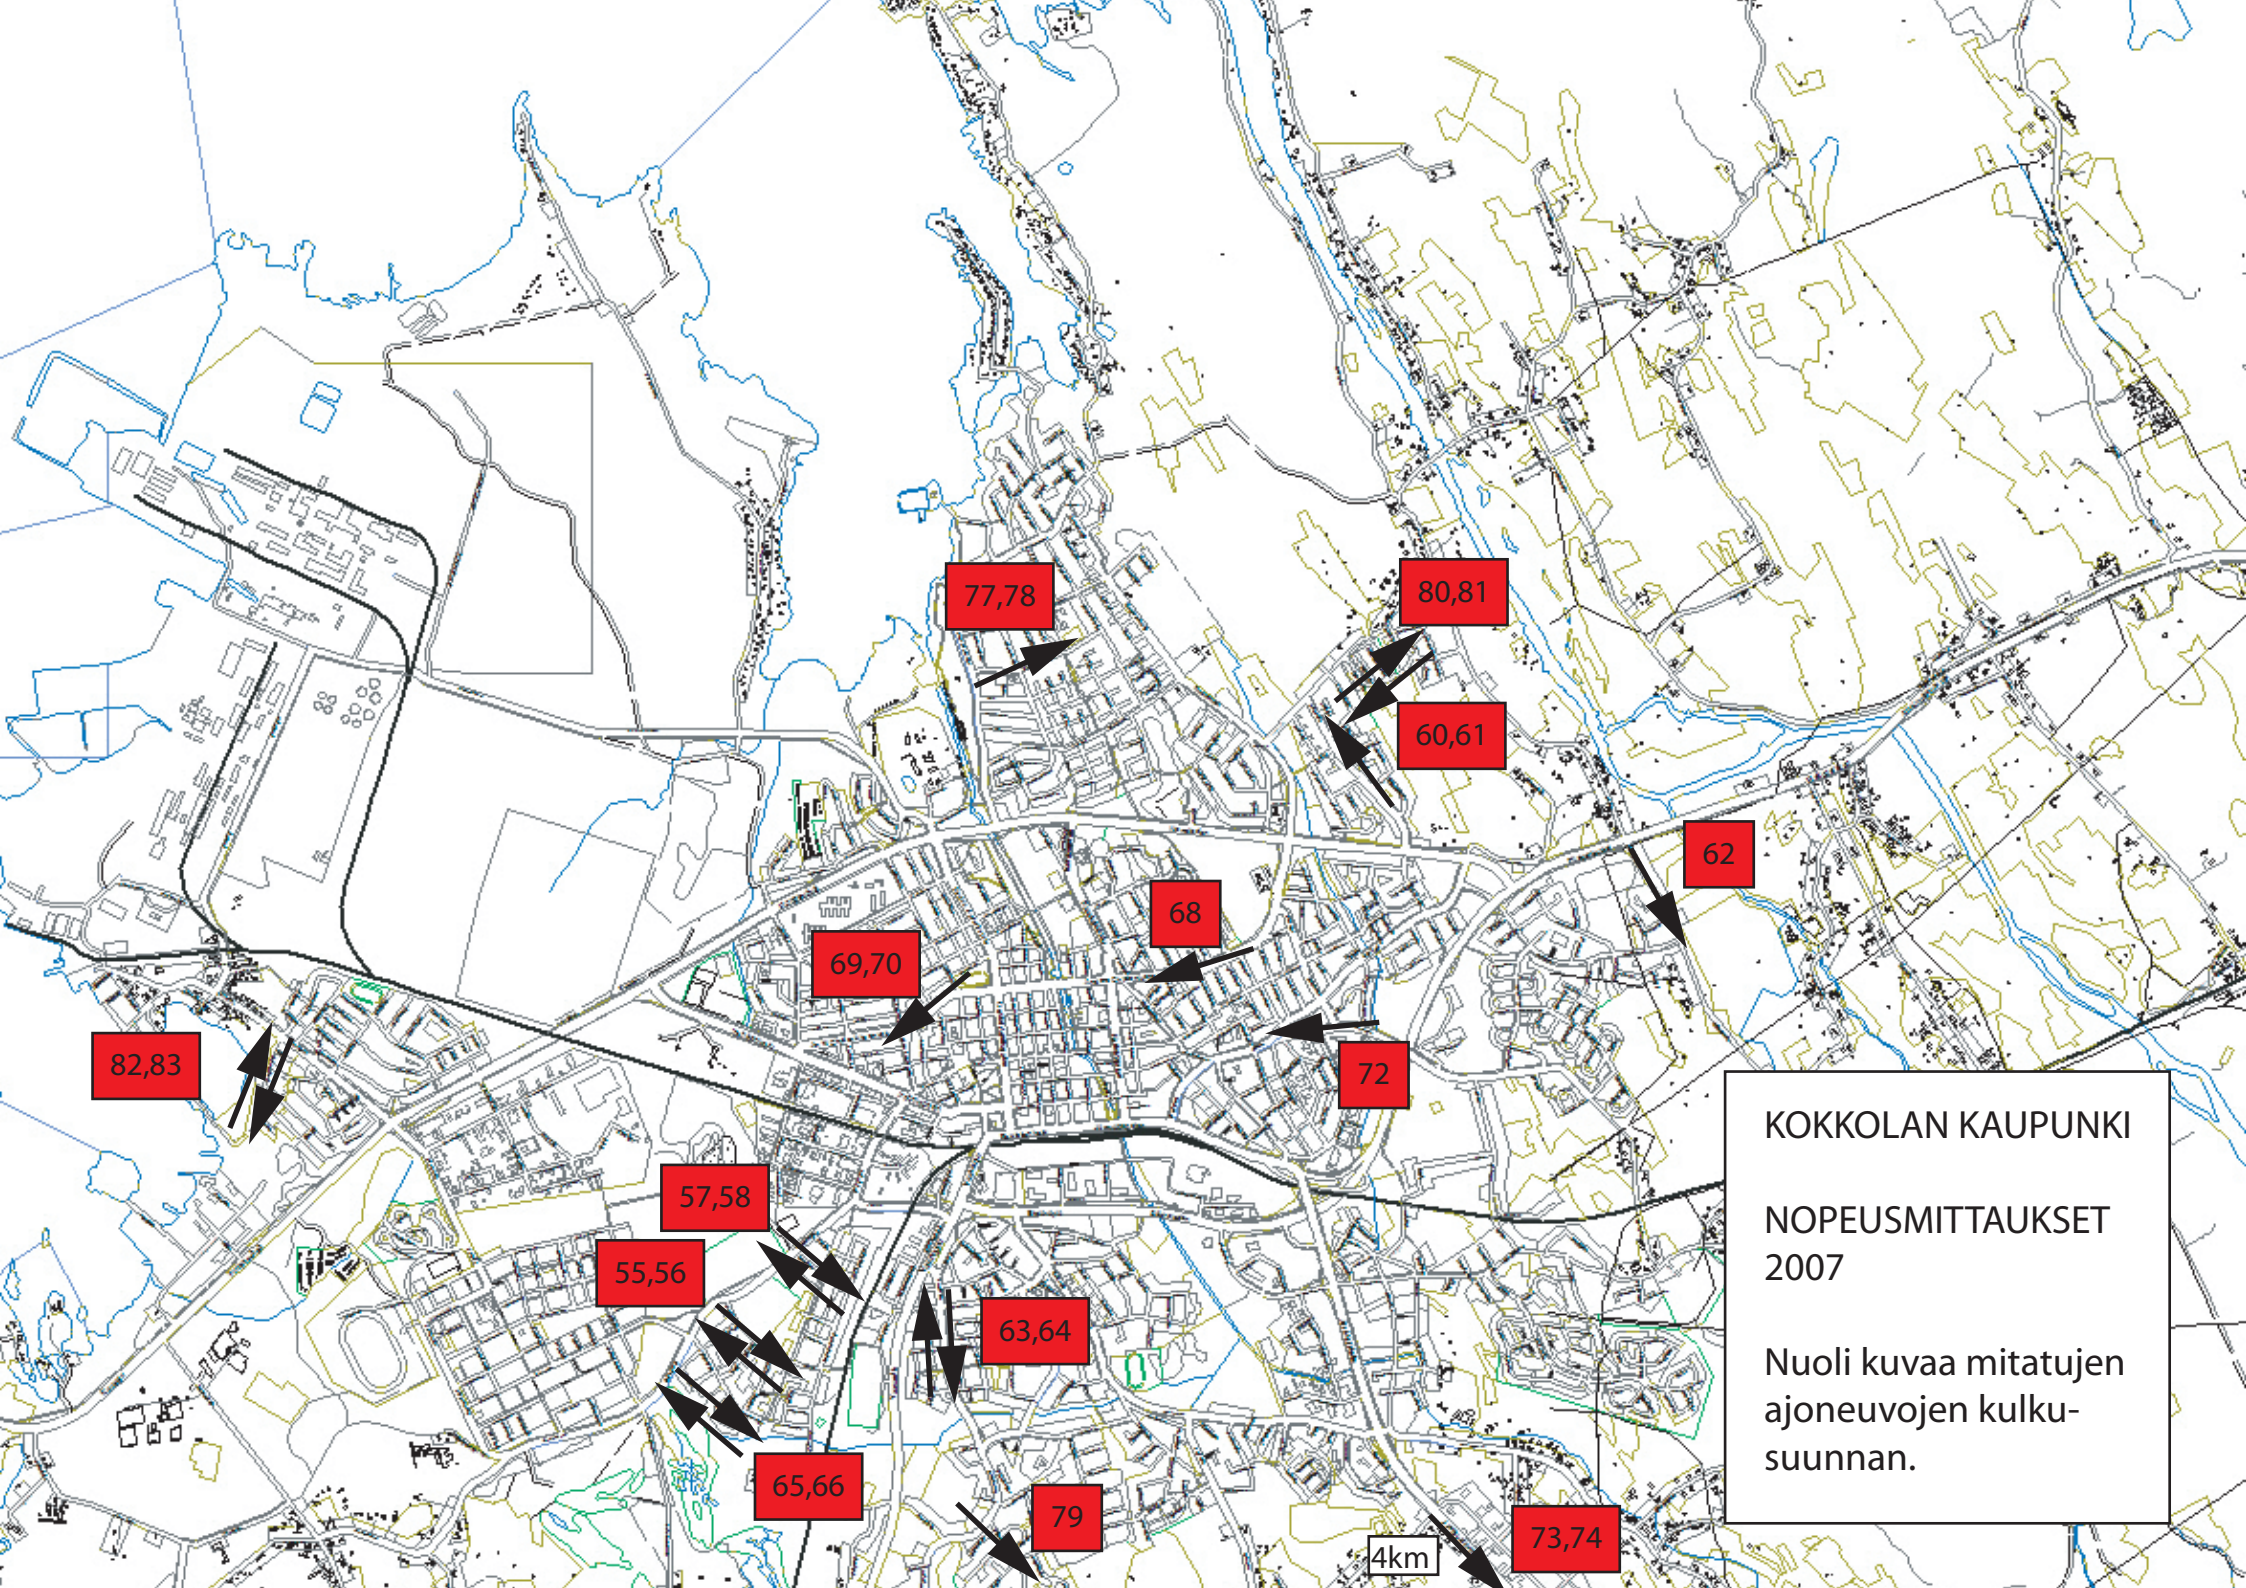 77,78
80,81
60,61
62
68
69,70
72
82,83
57,58
55,56
63,64
65,66
79
73,74
4km
KOKKOLAN KAUPUNKI
NOPEUSMITTAUKSET
2007
Nuoli kuvaa mitatujen
ajoneuvojen kulku-
suunnan.